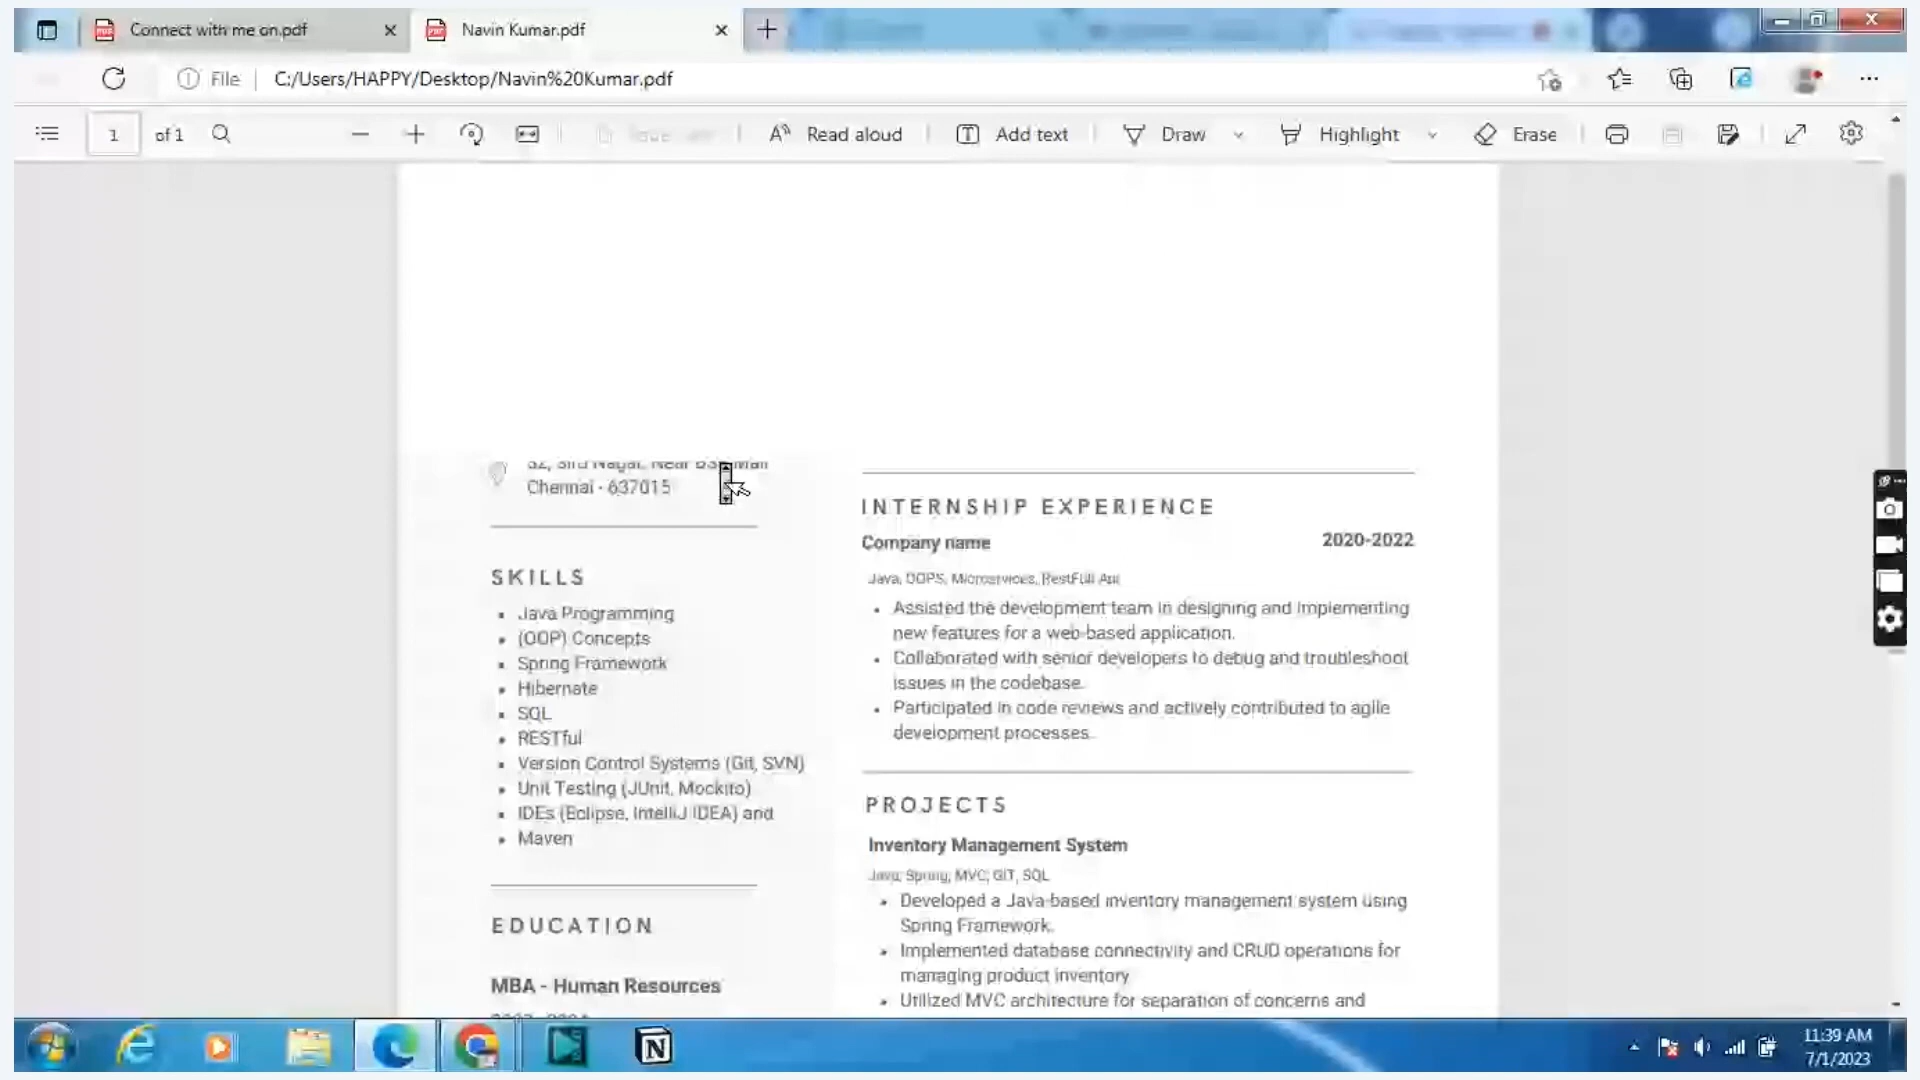 Connect with me on.pdf
Navin Kumar.pdf
File
C:/Users/HAPPY/Desktop/Navin%20Kumar.pdf
1
of 1
Read aloud
Add text
Draw
Highlight
Erase
Nagar, Near
Chennai - 637015
SKILLS
Java Programming
(OOP) Concepts
Spring Framework
Hibernate
SQL
RESTful
Version Control Systems (Git, SVN)
Unit Testing (JUnit, Mockito)
IDEs (Eclipse, IntelliJ IDEA) and
Maven
EDUCATION
MBA - Human Resources
INTERNSHIP EXPERIENCE
Company name
2020-2022
Java, OOPS, Microservices, RestFull Api
Assisted the development team in designing and implementing
new features for a web-based application.
Collaborated with senior developers to debug and troubleshoot
issues in the codebase.
Participated in code reviews and actively contributed to agile
development processes.
PROJECTS
Inventory Management System
Java, Spring, MVC, GIT, SQL
Developed a Java-based inventory management system using
Spring Framework.
Implemented database connectivity and CRUD operations for
managing product inventory
Utilized MVC architecture for separation of concerns and
11:39 AM
7/1/2023